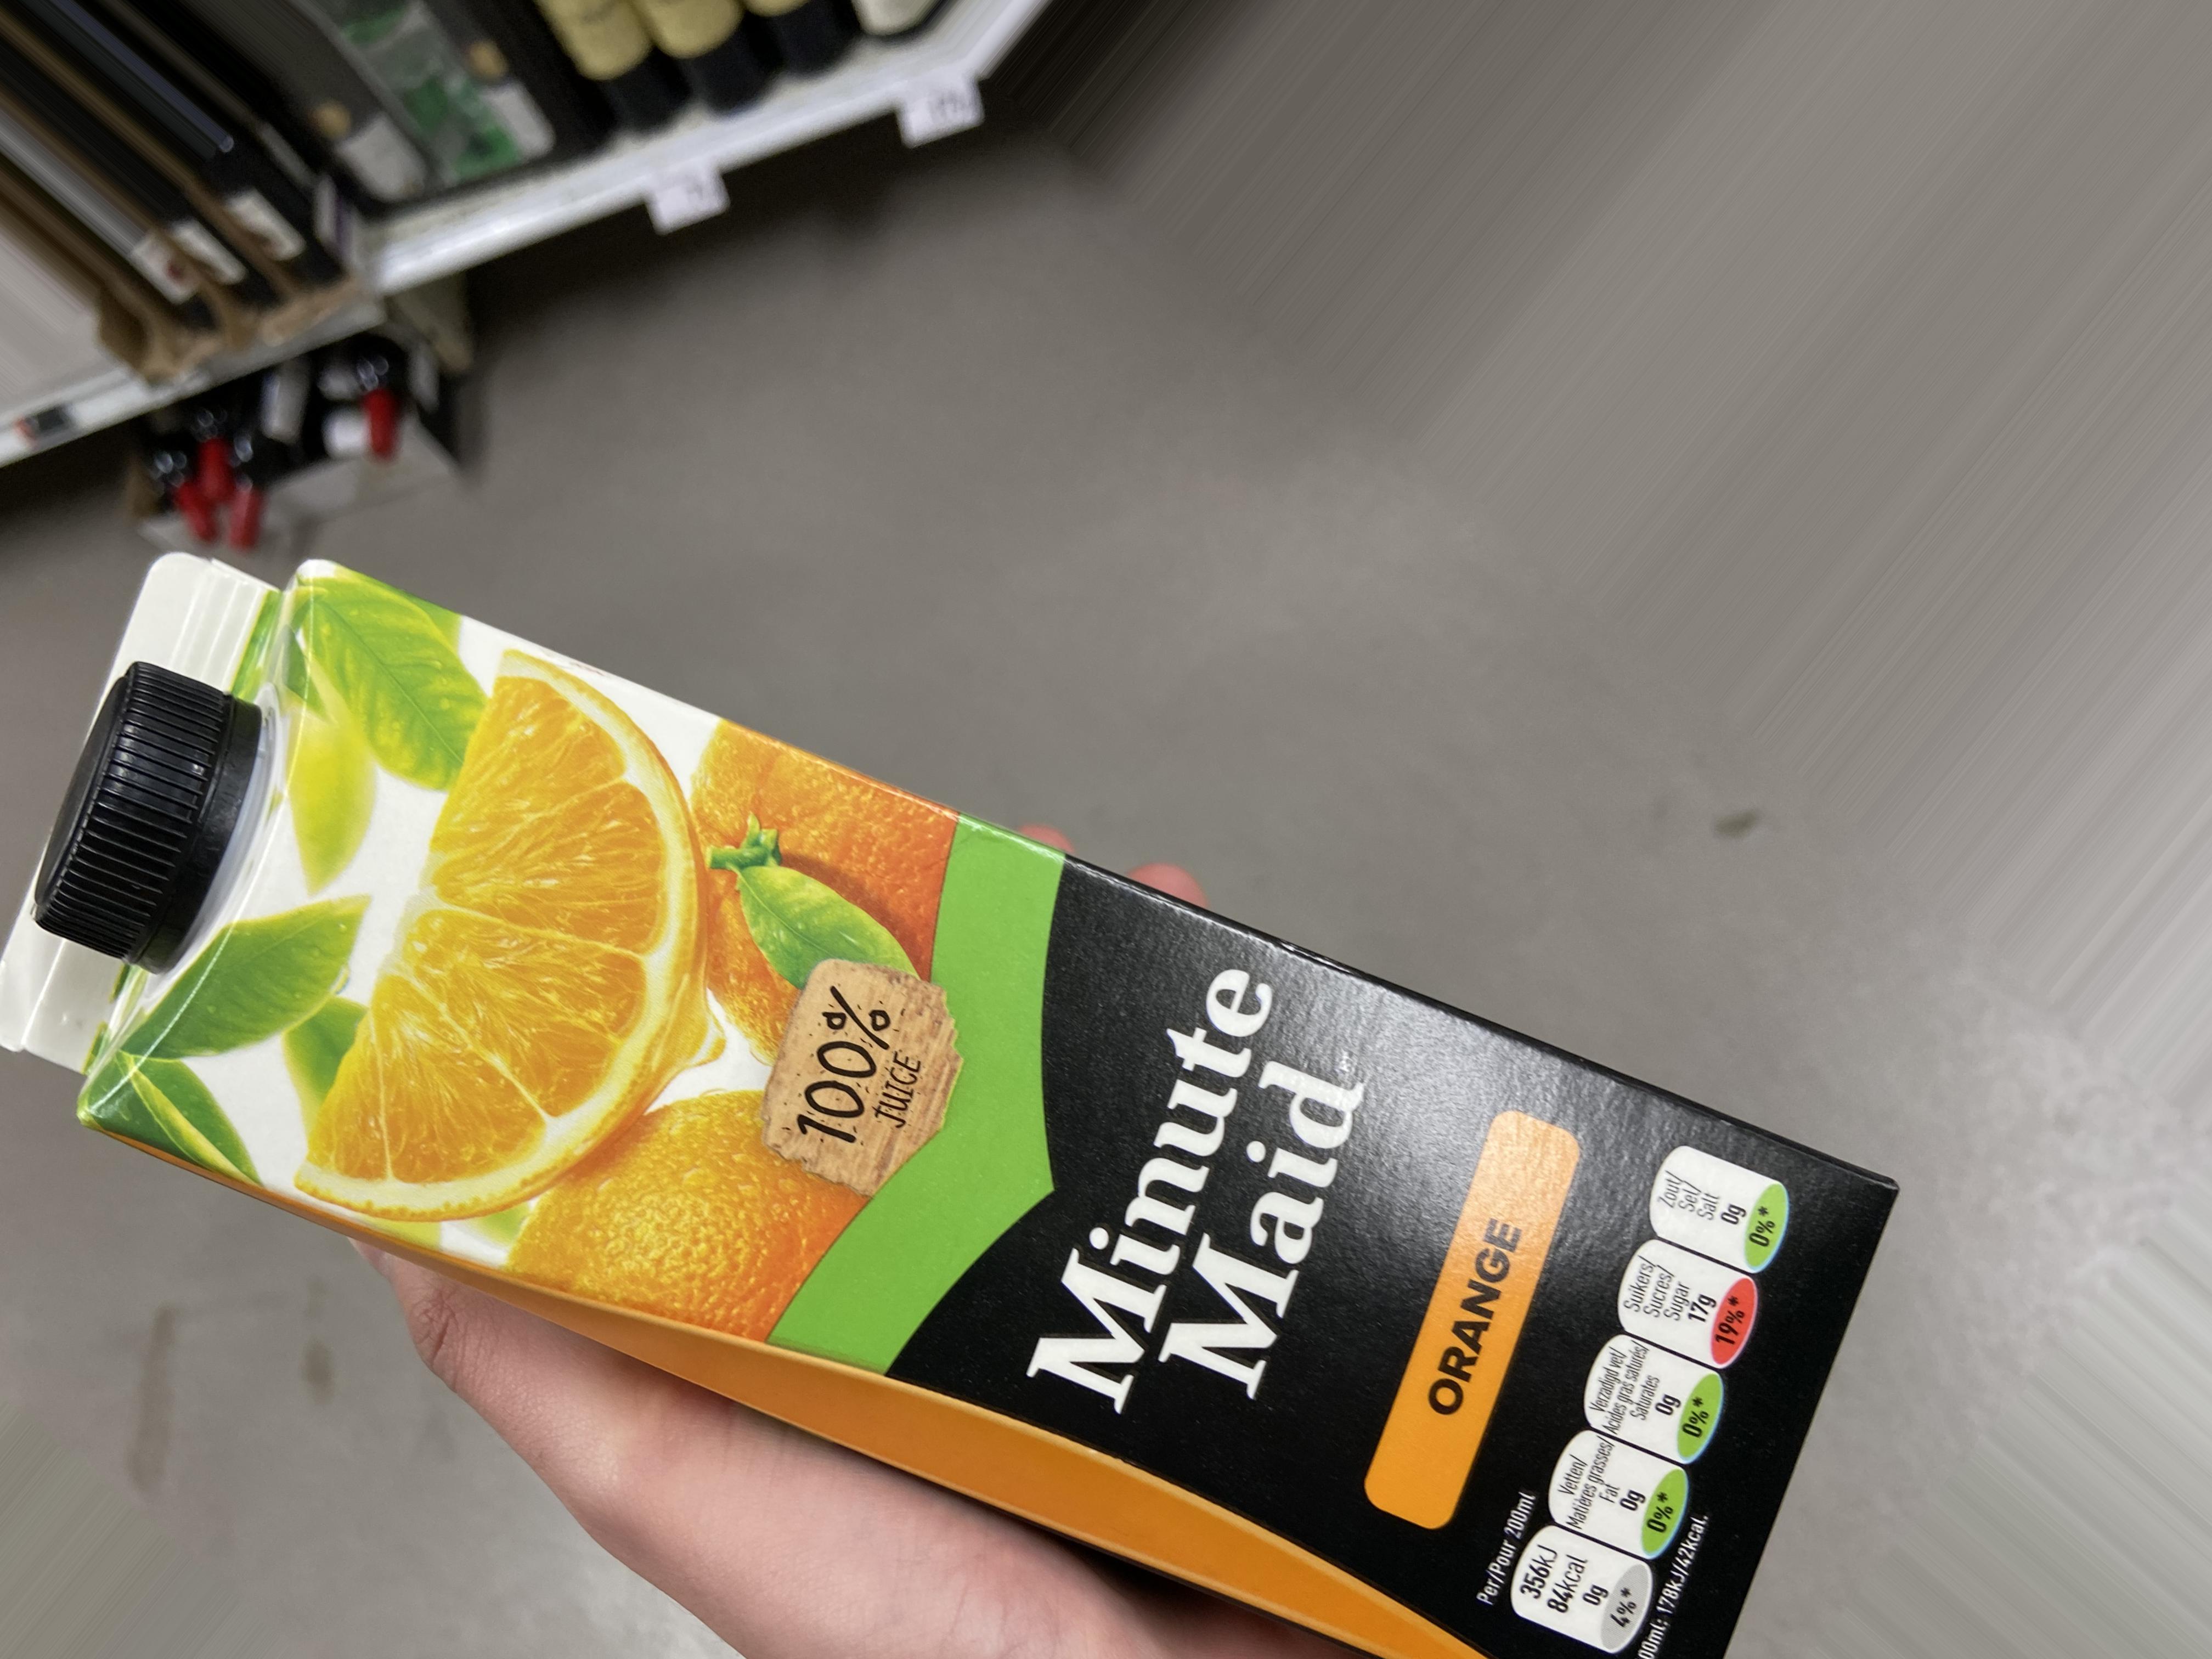 100%
JUICE
Minute
Maid
ORANGE
Per/Pour 200ml
356kJ
84kcal
0g
4%*
Vetten/
Matières grasses/
Fat
0g
0%*
Verzadigd vet/
Acides gras saturés/
Saturates
0g
0%*
Suikers/
Sucres/
Sugar
17g
19%*
Zout/
Sel/
Salt
0g
0%*
00ml: 178kJ/42kcal.